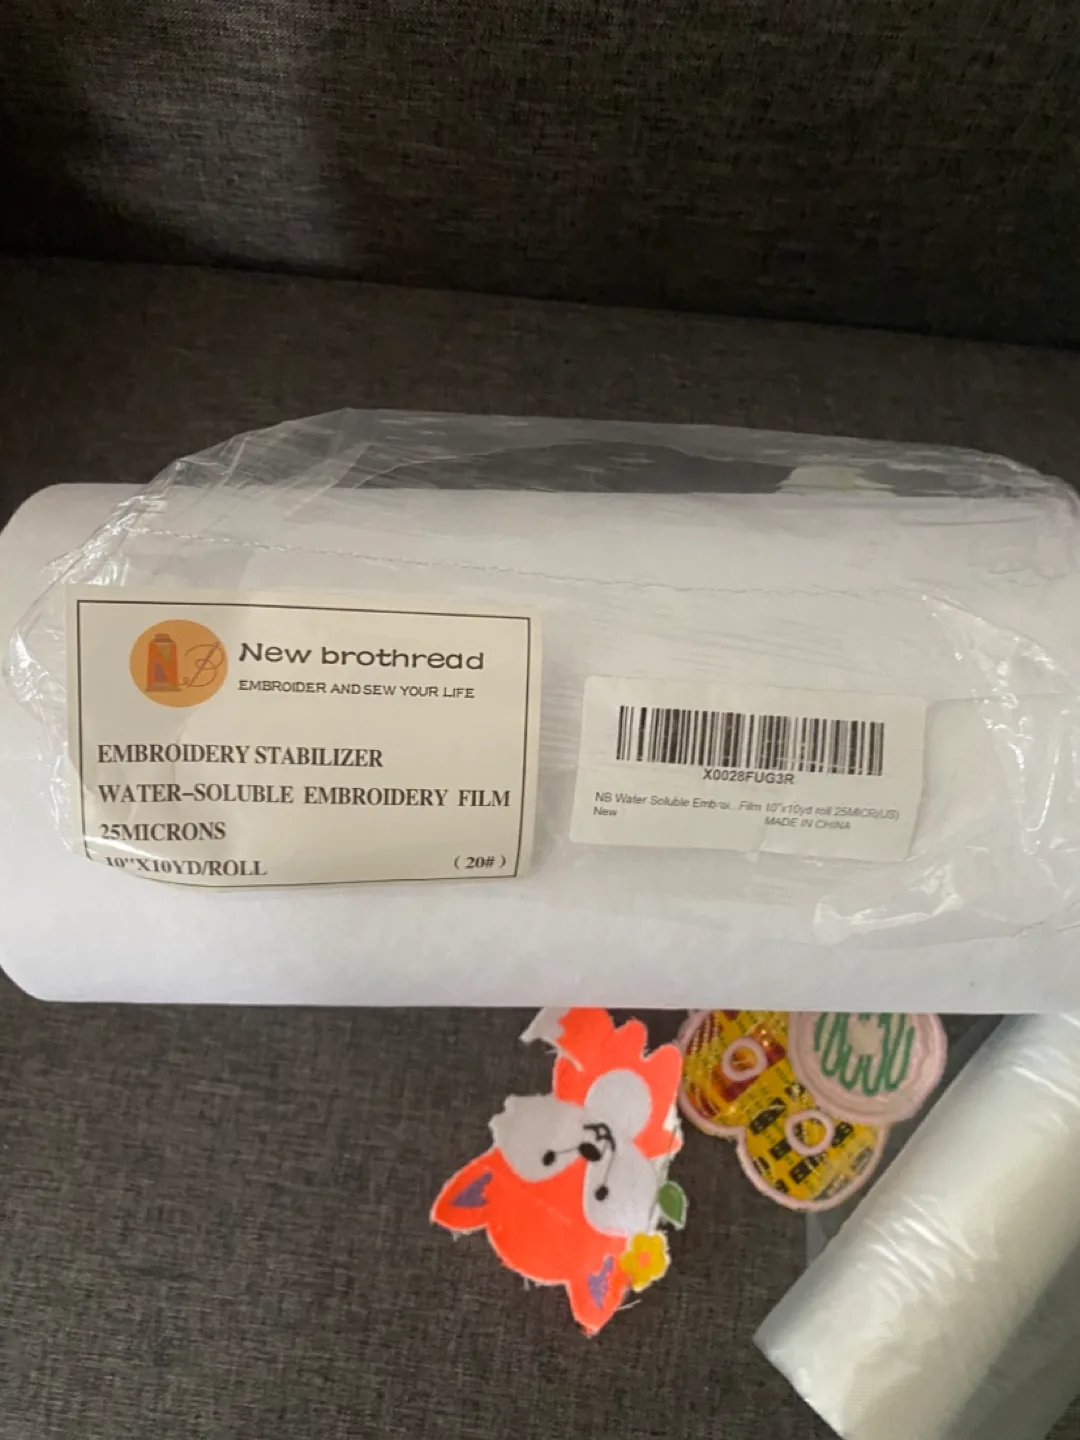 New brothread
EMBROIDER AND SEW YOUR LIFE
EMBROIDERY STABILIZER
WATER-SOLUBLE EMBROIDERY FILM
25MICRONS
10"X10YD/ROLL (20#)
X0028FUG3R
NB Water Soluble Embroi...Film 10"x10yd roll 25MICR(US)
New MADE IN CHINA